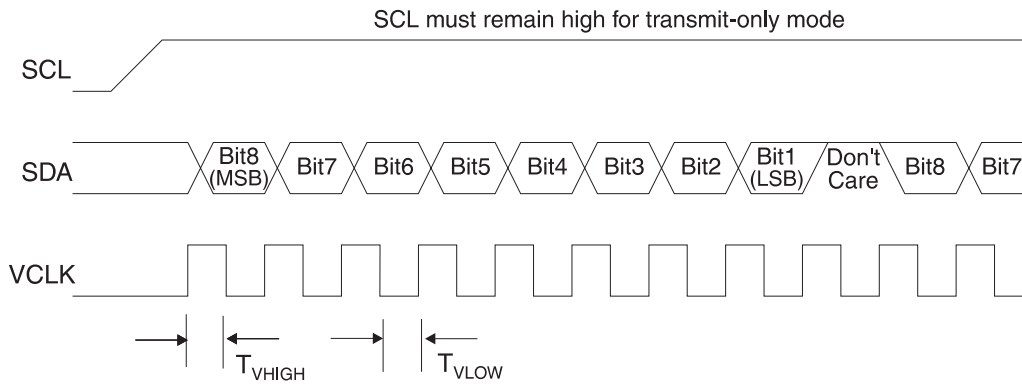 SCL must remain high for transmit-only mode
SCL
SDA
Bit8
(MSB)
Bit7
Bit6
Bit5
Bit4
Bit3
Bit2
Bit1
(LSB)
Don't
Care
Bit8
Bit7
VCLK
TVHIGH
TVLOW